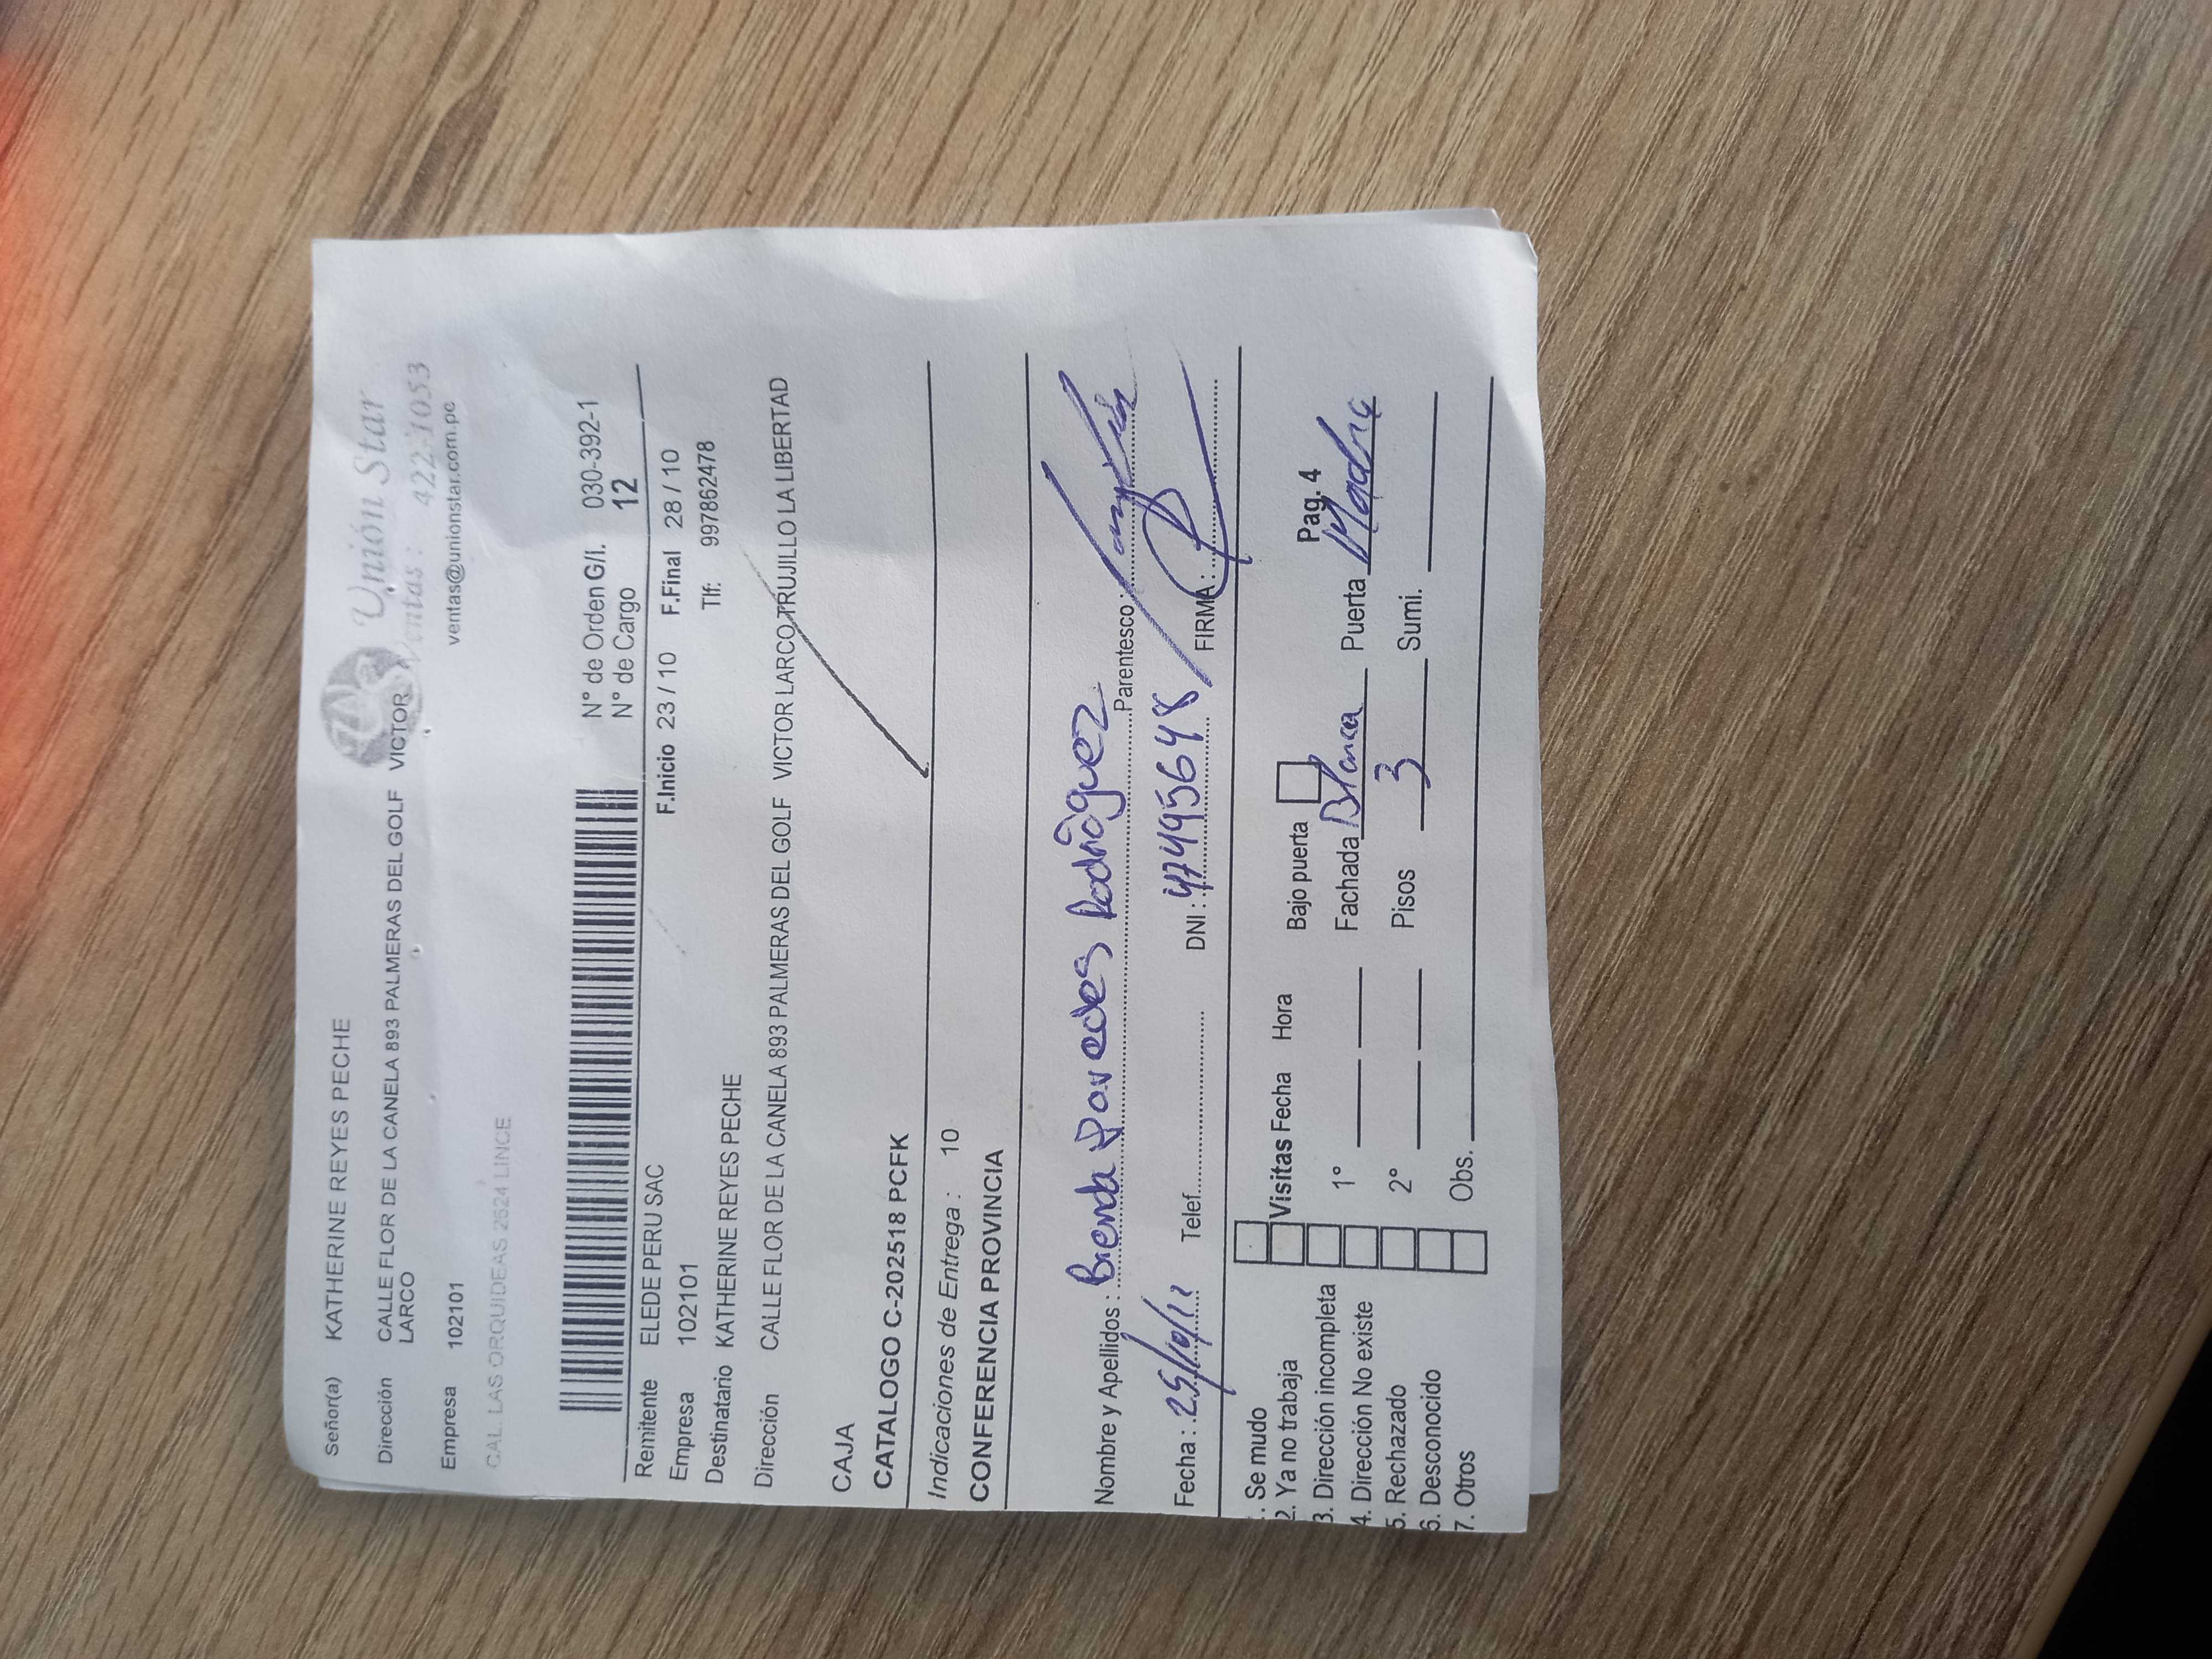 Señor(a) KATHERINE REYES PECHE
Unión Star
Dirección CALLE FLOR DE LA CANELA 893 PALMERAS DEL GOLF VICTOR
LARCO
Ventas : 422-1053
Empresa 102101
ventas@unionstar.com.pe
CAL. LAS ORQUIDEAS 2624 LINCE
N° de Orden G/I. 030-392-1
N° de Cargo 12
Remitente ELEDE PERU SAC
F.Inicio 23 / 10 F.Final 28 / 10
Empresa 102101
Destinatario KATHERINE REYES PECHE Tlf: 997862478
Dirección CALLE FLOR DE LA CANELA 893 PALMERAS DEL GOLF VICTOR LARCO TRUJILLO LA LIBERTAD
CAJA
CATALOGO C-202518 PCFK
Indicaciones de Entrega : 10
CONFERENCIA PROVINCIA
Nombre y Apellidos : Brenda Paredes Rodriguez Parentesco :
Fecha : 25/10/ Telef. DNI : 47495648 FIRMA:
. Se mudo
2. Ya no trabaja Visitas Fecha Hora Bajo puerta Pag. 4
3. Dirección incompleta
4. Dirección No existe 1° Fachada Blanca Puerta
5. Rechazado 2° Pisos 3 Sumi.
6. Desconocido
7. Otros Obs.